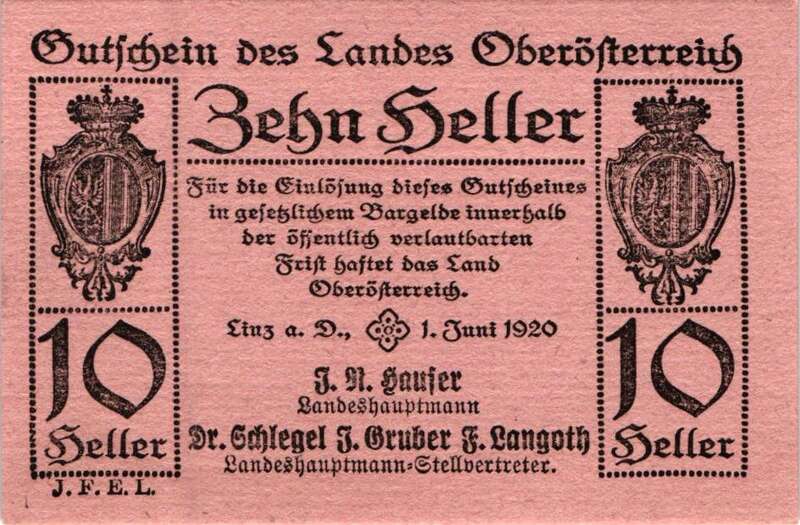 Gutschein des Landes Oberösterreich
Zehn Heller
Für die Einlösung dieses Gutscheines
in gesetzlichem Bargelde innerhalb
der öffentlich verlautbarten
Frist haftet das Land
Oberösterreich.
Linz a. D., 1. Juni 1920
J. N. Hauser
Landeshauptmann
Dr. Schlegel J. Gruber F. Langoth
Landeshauptmann-Stellvertreter.
10
Heller
10
Heller
J. F. E. L.